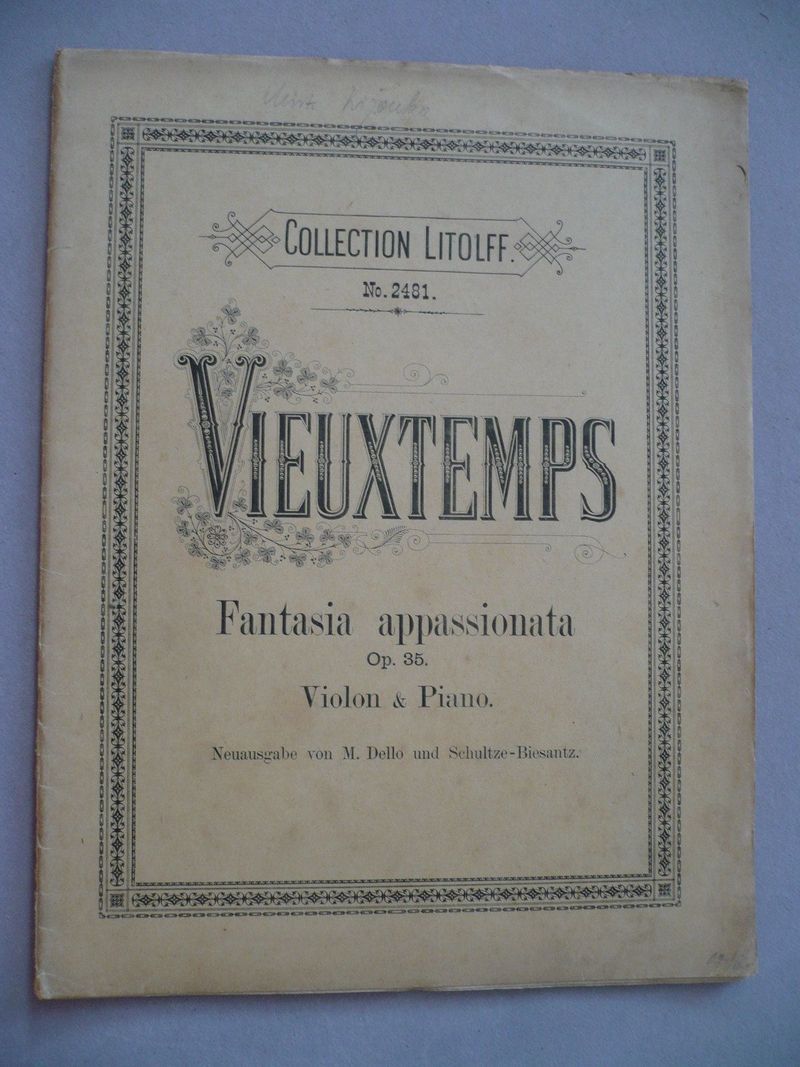 COLLECTION LITOLFF.
No. 2481.
VIEUXTEMPS
Fantasia appassionata
Op. 35.
Violon & Piano.
Neuausgabe von M. Dello und Schultze-Biesantz.